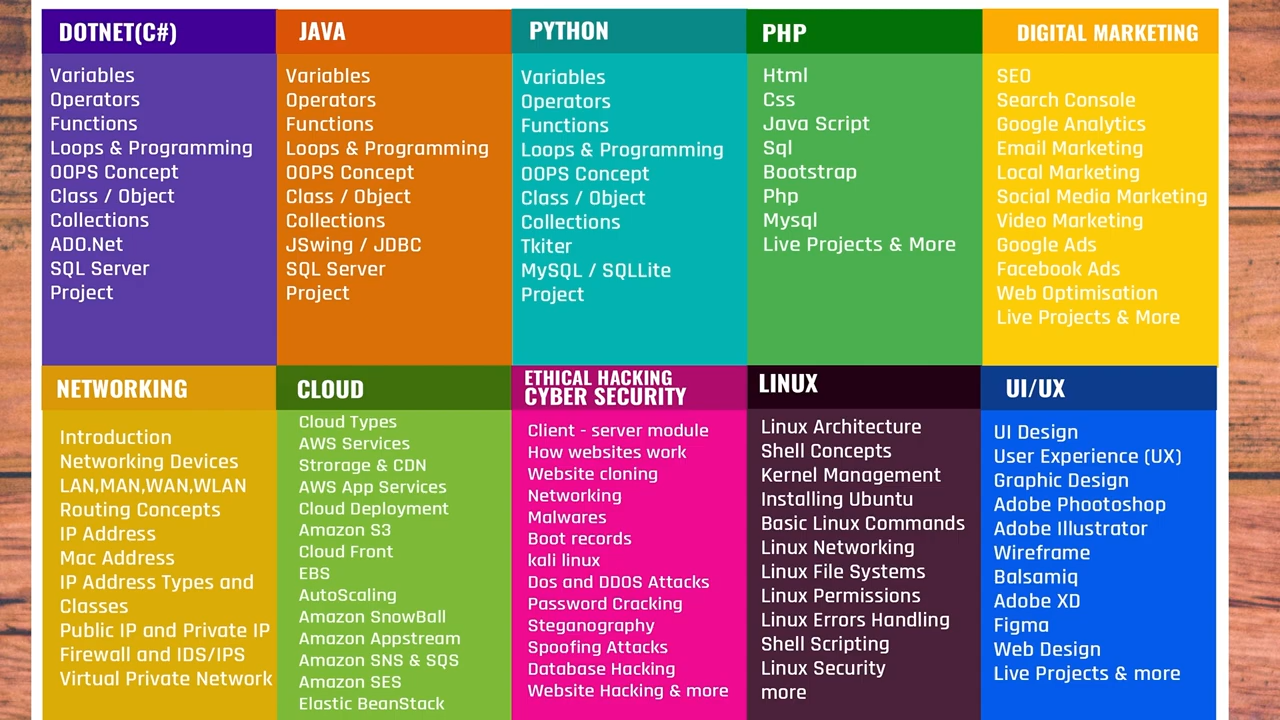 DOTNET(C#)
Variables
Operators
Functions
Loops & Programming
OOPS Concept
Class / Object
Collections
ADO.Net
SQL Server
Project
JAVA
Variables
Operators
Functions
Loops & Programming
OOPS Concept
Class / Object
Collections
JSwing / JDBC
SQL Server
Project
PYTHON
Variables
Operators
Functions
Loops & Programming
OOPS Concept
Class / Object
Collections
Tkiter
MySQL / SQLLite
Project
PHP
Html
Css
Java Script
Sql
Bootstrap
Php
Mysql
Live Projects & More
DIGITAL MARKETING
SEO
Search Console
Google Analytics
Email Marketing
Local Marketing
Social Media Marketing
Video Marketing
Google Ads
Facebook Ads
Web Optimisation
Live Projects & More
NETWORKING
Introduction
Networking Devices
LAN,MAN,WAN,WLAN
Routing Concepts
IP Address
Mac Address
IP Address Types and
Classes
Public IP and Private IP
Firewall and IDS/IPS
Virtual Private Network
CLOUD
Cloud Types
AWS Services
Strorage & CDN
AWS App Services
Cloud Deployment
Amazon S3
Cloud Front
EBS
AutoScaling
Amazon SnowBall
Amazon Appstream
Amazon SNS & SQS
Amazon SES
Elastic BeanStack
ETHICAL HACKING
CYBER SECURITY
Client - server module
How websites work
Website cloning
Networking
Malwares
Boot records
kali linux
Dos and DDOS Attacks
Password Cracking
Steganography
Spoofing Attacks
Database Hacking
Website Hacking & more
LINUX
Linux Architecture
Shell Concepts
Kernel Management
Installing Ubuntu
Basic Linux Commands
Linux Networking
Linux File Systems
Linux Permissions
Linux Errors Handling
Shell Scripting
Linux Security
more
UI/UX
UI Design
User Experience (UX)
Graphic Design
Adobe Phootoshop
Adobe Illustrator
Wireframe
Balsamiq
Adobe XD
Figma
Web Design
Live Projects & more